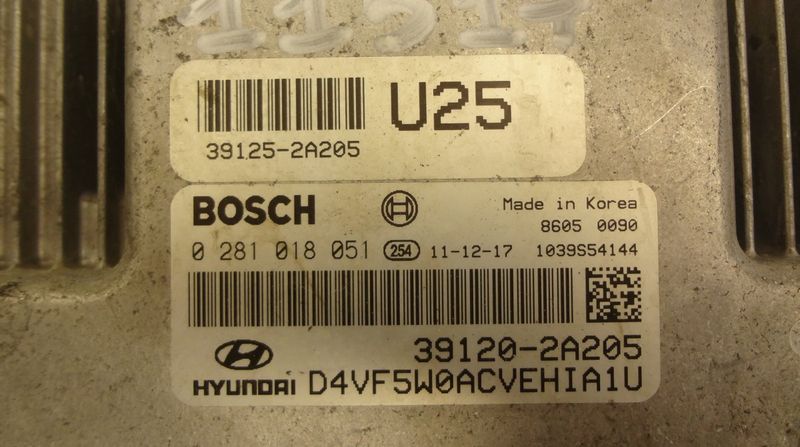 11517
U25
39125-2A205
BOSCH
Made in Korea
8605 0090
0 281 018 051 254 11-12-17 1039S54144
39120-2A205
HYUNDAI D4VF5W0ACVEHIA1U